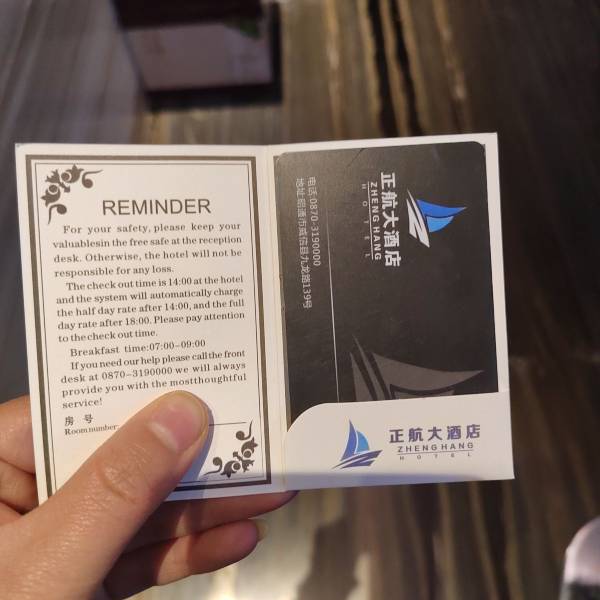 REMINDER
For your safety, please keep your
valuablesin the free safe at the reception
desk. Otherwise, the hotel will not be
responsible for any loss.
The check out time is 14:00 at the hotel
and the system will automatically charge
the half day rate after 14:00, and the full
day rate after 18:00. Please pay attention
to the check out time.
Breakfast time:07:00-09:00
If you need our help please call the front
desk at 0870-3190000 we will always
provide you with the mostthoughtful
service!
房号
Roomnumber:
正航大酒店
ZHENGHANG
HOTEL
电话:0870-3190000
地址:昭通市威信县九龙路139号
正航大酒店
ZHENGHANG
HOTEL